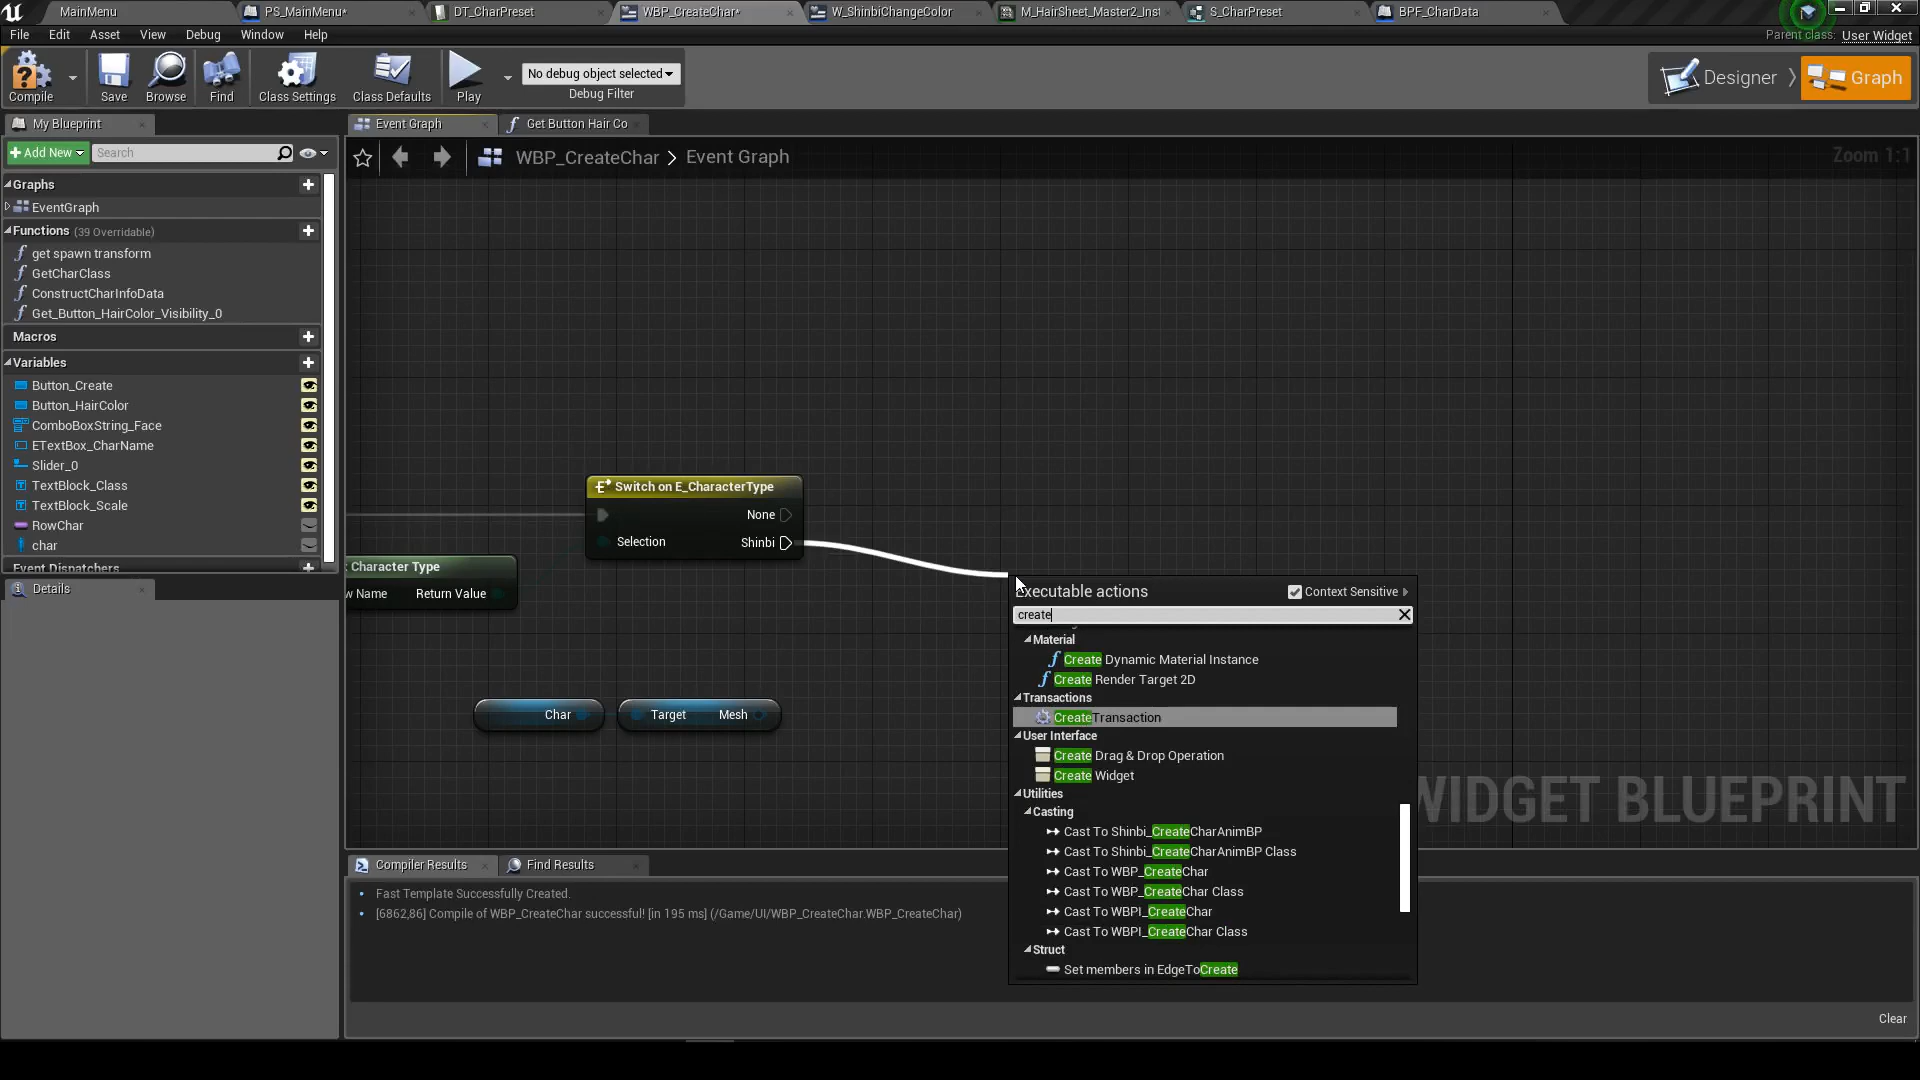 MainMenu PS_MainMenu* DT_CharPreset WBP_CreateChar* W_ShinbiChangeColor M_HairSheet_Master2_Inst S_CharPreset BPF_CharData
File Edit Asset View Debug Window Help Parent class: User Widget
Compile Save Browse Find Class Settings Class Defaults Play No debug object selected Debug Filter Designer Graph
My Blueprint Event Graph Get Button Hair Co
Add New Search
WBP_CreateChar > Event Graph Zoom 1:1
Graphs
EventGraph
Functions (39 Overridable)
get spawn transform
GetCharClass
ConstructCharInfoData
Get_Button_HairColor_Visibility_0
Macros
Variables
Button_Create
Button_HairColor
ComboBoxString_Face
ETextBox_CharName
Slider_0
TextBlock_Class
TextBlock_Scale
RowChar
char
Event Dispatchers
Details
Switch on E_CharacterType
None
Selection Shinbi
Character Type
w Name Return Value
Char Target Mesh
Executable actions Context Sensitive
create
Material
Create Dynamic Material Instance
Create Render Target 2D
Transactions
Create Transaction
User Interface
Create Drag & Drop Operation
Create Widget
Utilities
Casting
Cast To Shinbi_CreateCharAnimBP
Cast To Shinbi_CreateCharAnimBP Class
Cast To WBP_CreateChar
Cast To WBP_CreateChar Class
Cast To WBPI_CreateChar
Cast To WBPI_CreateChar Class
Struct
Set members in EdgeToCreate
WIDGET BLUEPRINT
Compiler Results Find Results
Fast Template Successfully Created.
[6862,86] Compile of WBP_CreateChar successful! [in 195 ms] (/Game/UI/WBP_CreateChar.WBP_CreateChar)
Clear